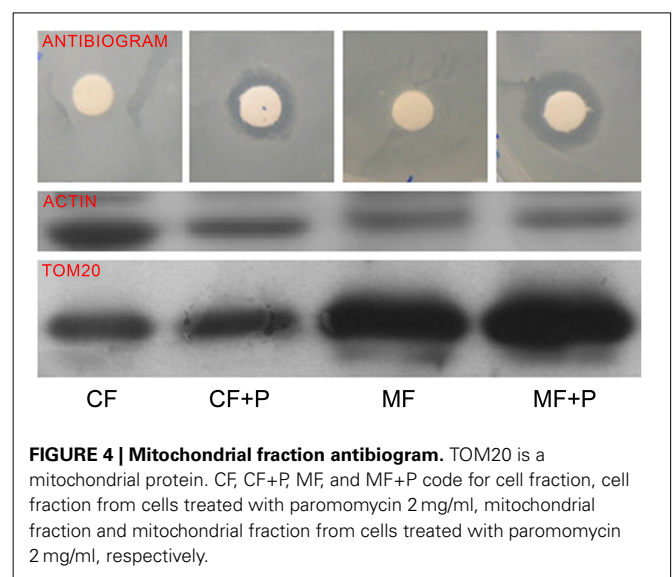 ANTIBIOGRAM
ACTIN
TOM20
CF CF+P MF MF+P
FIGURE 4 | Mitochondrial fraction antibiogram. TOM20 is a
mitochondrial protein. CF, CF+P, MF, and MF+P code for cell fraction, cell
fraction from cells treated with paromomycin 2 mg/ml, mitochondrial
fraction and mitochondrial fraction from cells treated with paromomycin
2 mg/ml, respectively.